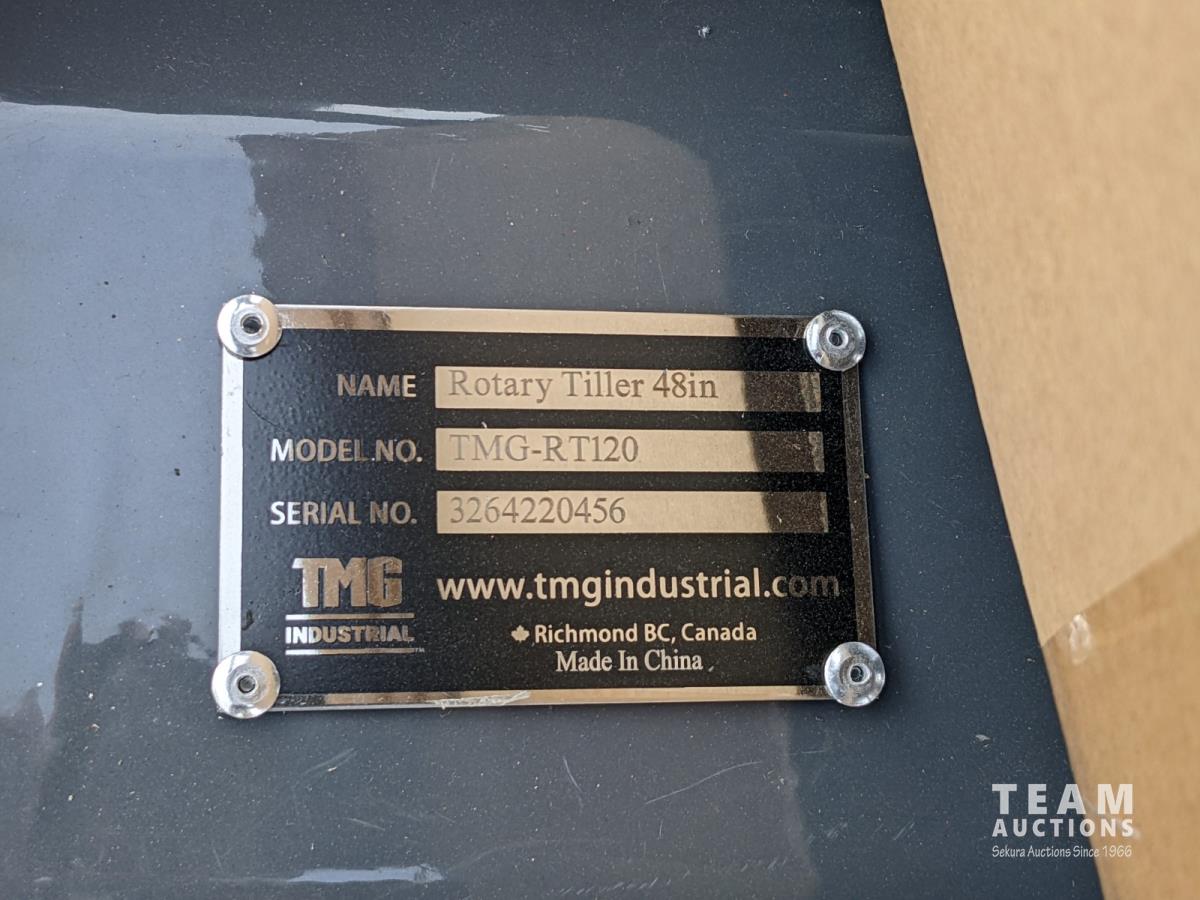 NAME Rotary Tiller 48in
MODEL NO. TMG-RT120
SERIAL NO. 3264220456
TMG
INDUSTRIAL™
www.tmgindustrial.com
Richmond BC, Canada
Made In China
TEAM
AUCTIONS
Sekura Auctions Since 1966